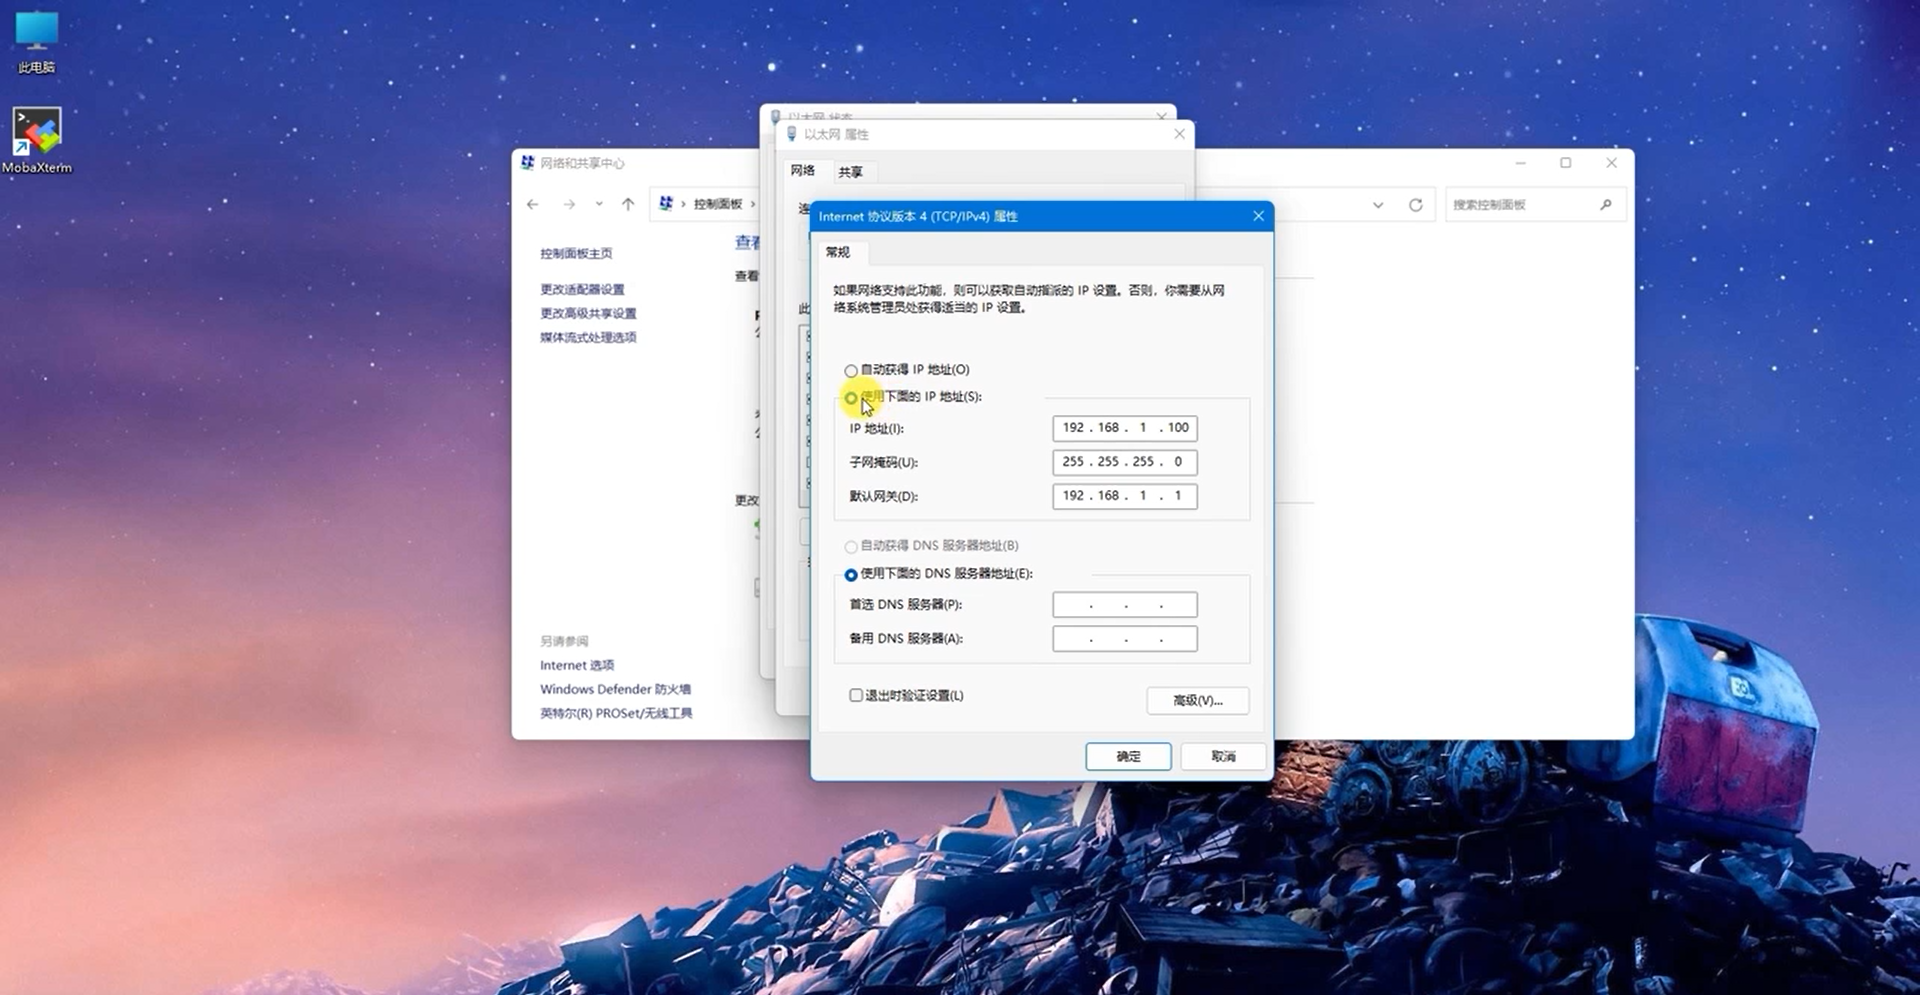 此电脑
MobaXterm
以太网 状态
以太网 属性
网络
共享
网络和共享中心
控制面板
搜索控制面板
控制面板主页
更改适配器设置
更改高级共享设置
媒体流式处理选项
查看
查看
更改
另请参阅
Internet 选项
Windows Defender 防火墙
英特尔(R) PROSet/无线工具
Internet 协议版本 4 (TCP/IPv4) 属性
常规
如果网络支持此功能，则可以获取自动指派的 IP 设置。否则，你需要从网
络系统管理员处获得适当的 IP 设置。
自动获得 IP 地址(O)
使用下面的 IP 地址(S):
IP 地址(I):
192 . 168 . 1 . 100
子网掩码(U):
255 . 255 . 255 . 0
默认网关(D):
192 . 168 . 1 . 1
自动获得 DNS 服务器地址(B)
使用下面的 DNS 服务器地址(E):
首选 DNS 服务器(P):
. . .
备用 DNS 服务器(A):
. . .
退出时验证设置(L)
高级(V)...
确定
取消